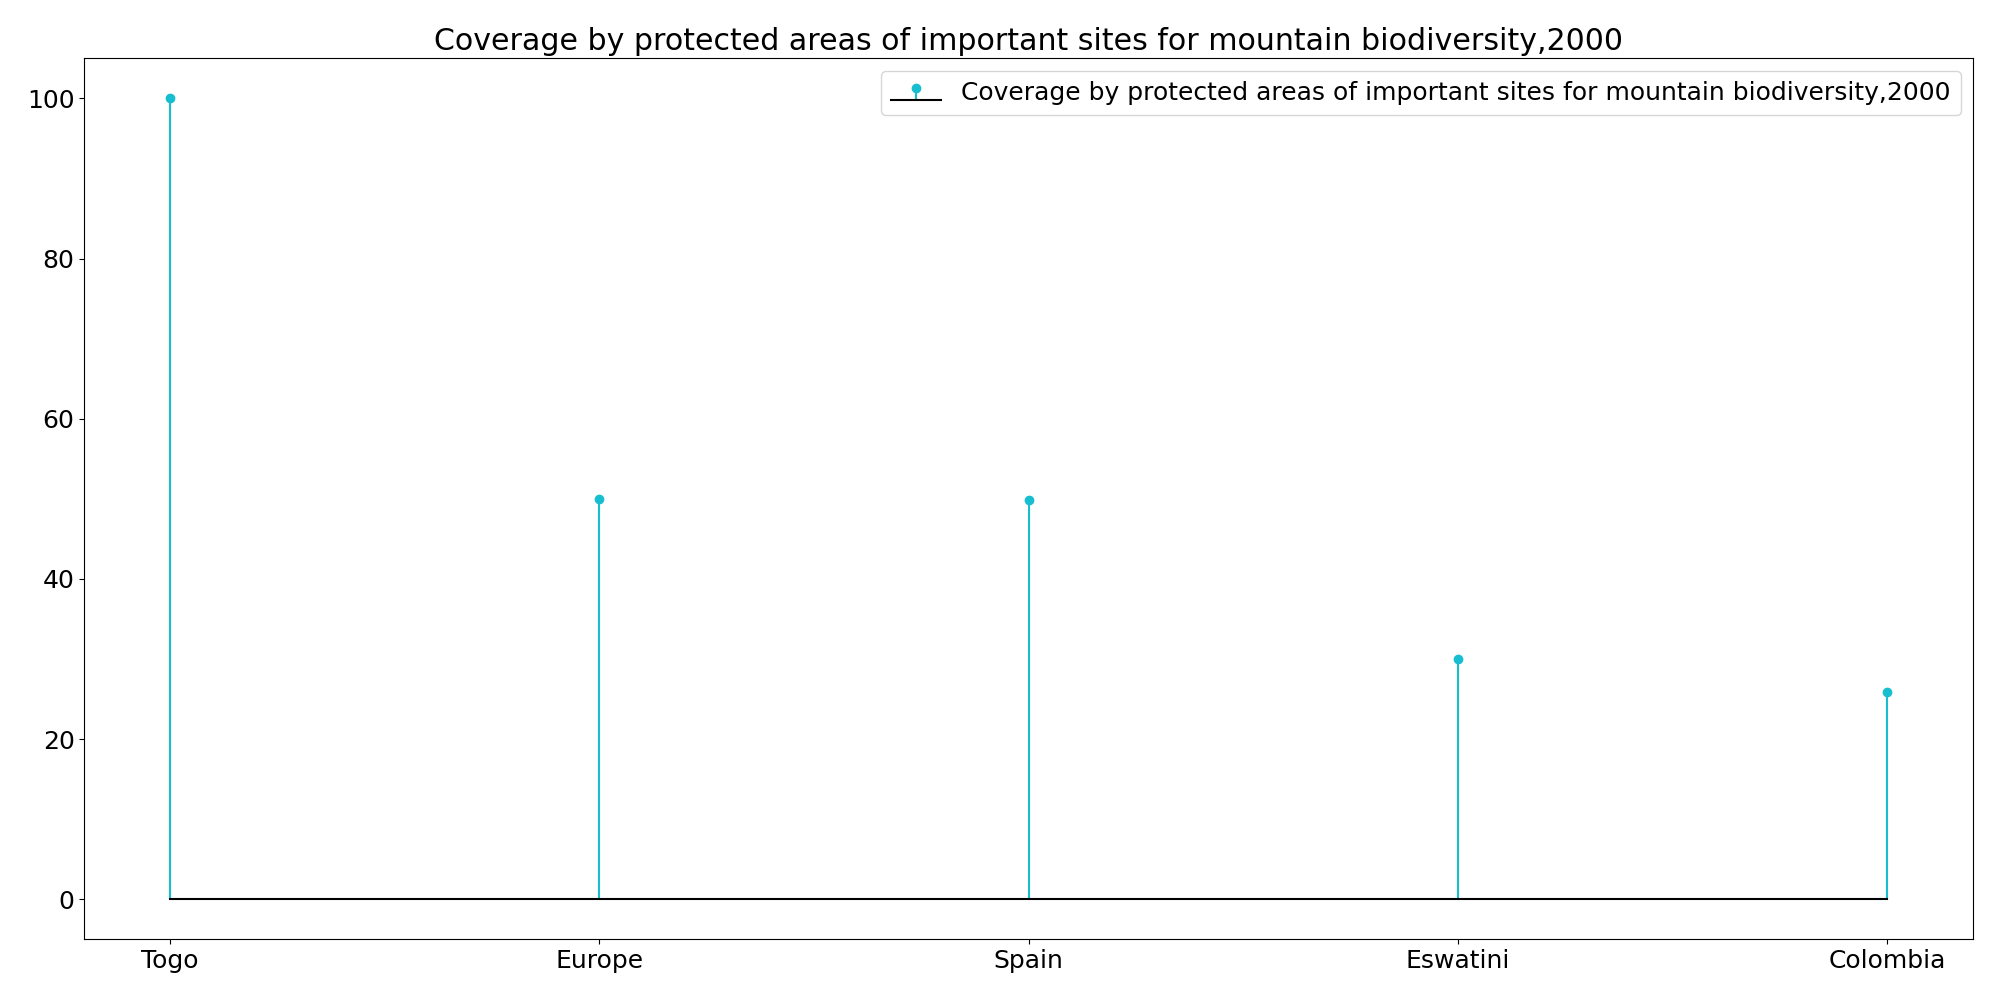 Coverage by protected areas of important sites for mountain biodiversity,2000
Coverage by protected areas of important sites for mountain biodiversity,2000
100
80
60
40
20
0
Togo Europe Spain Eswatini Colombia